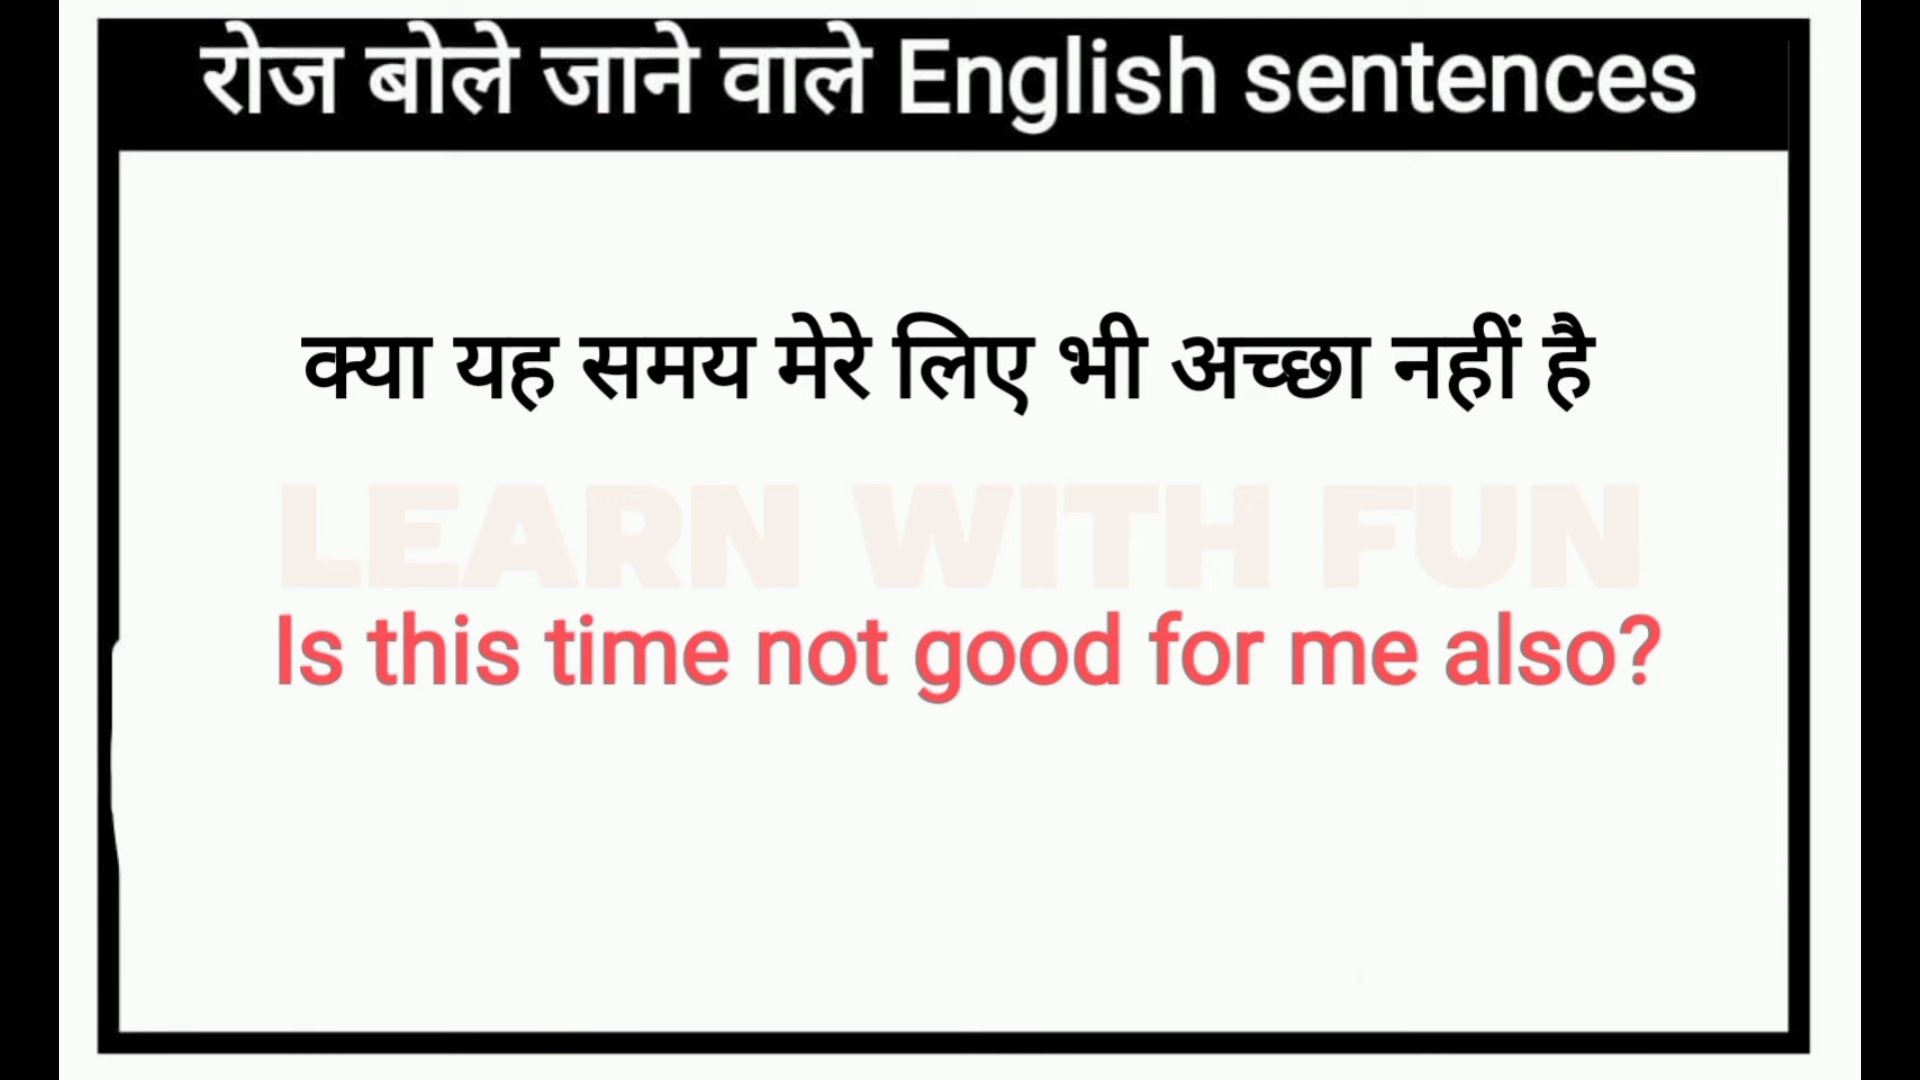 रोज बोले जाने वाले English sentences
क्या यह समय मेरे लिए भी अच्छा नहीं है
LEARN WITH FUN
Is this time not good for me also?